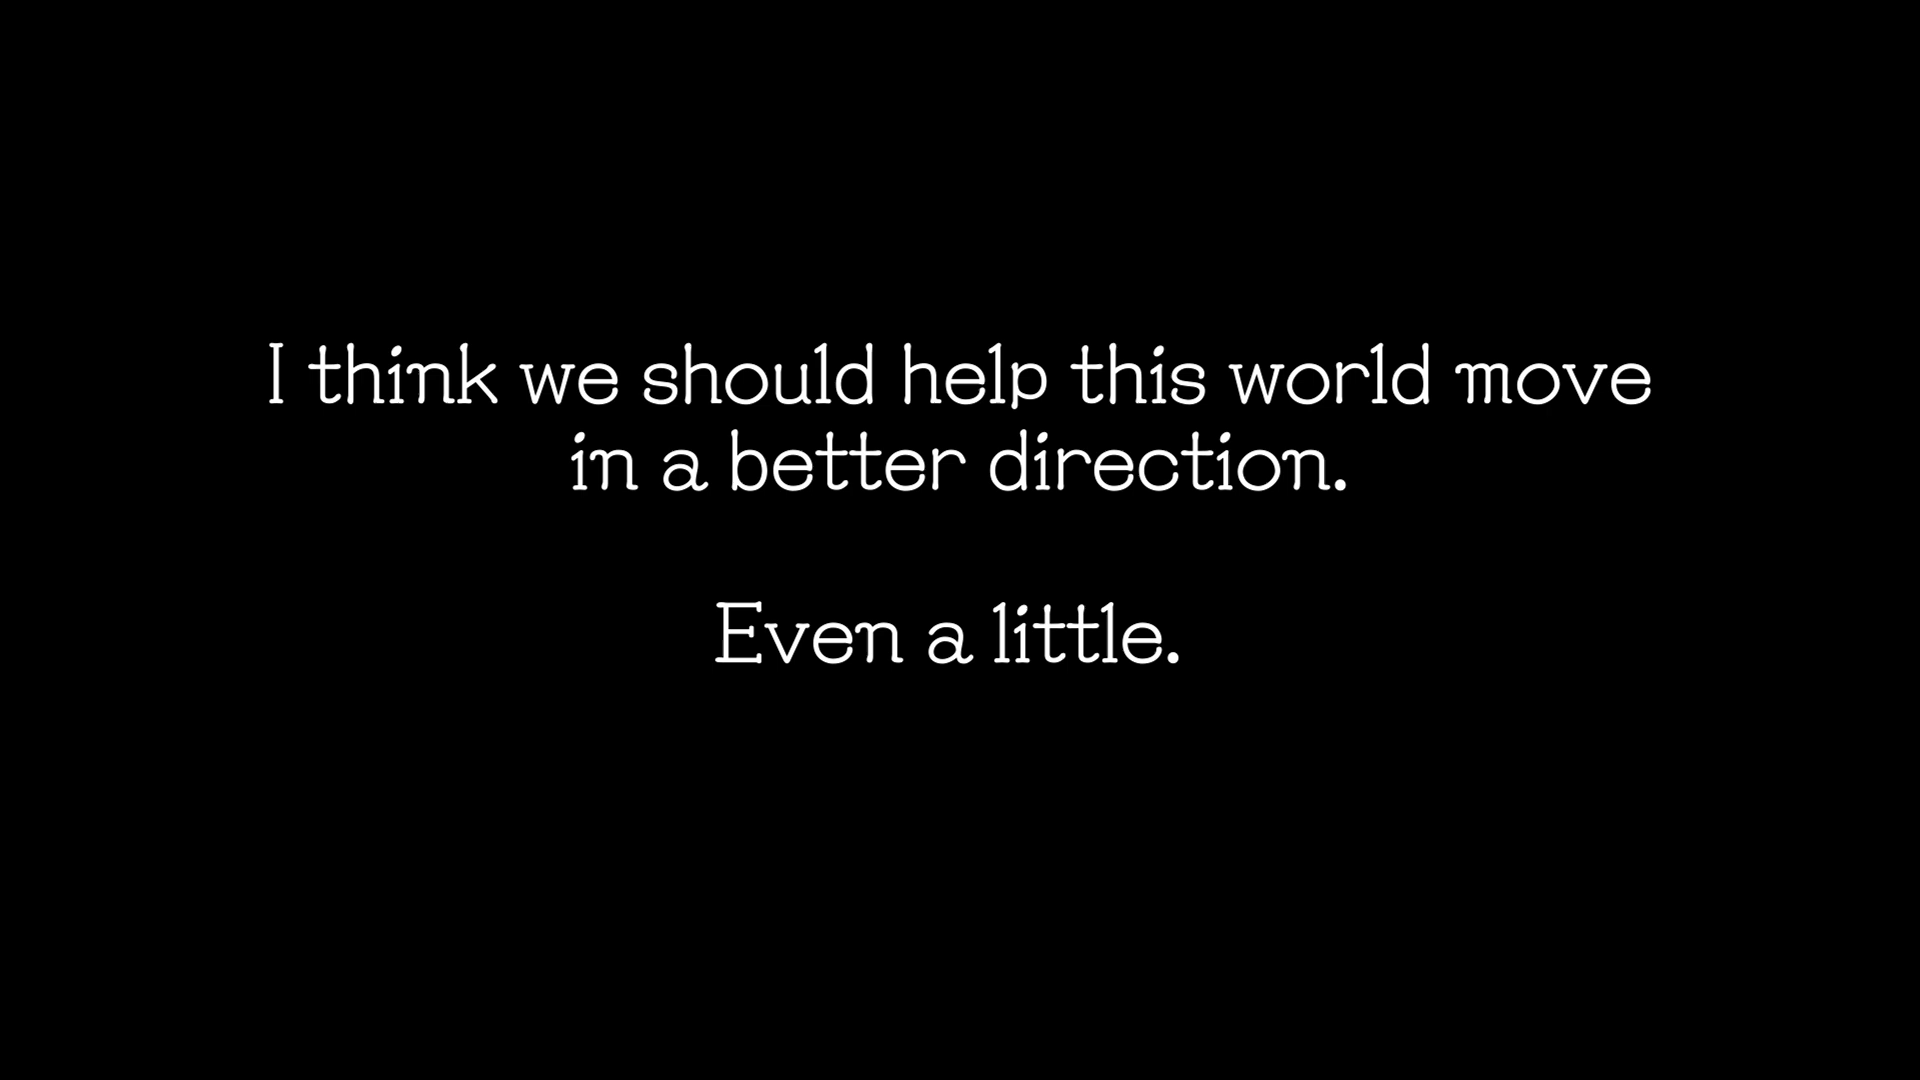 I think we should help this world move
in a better direction.
Even a little.